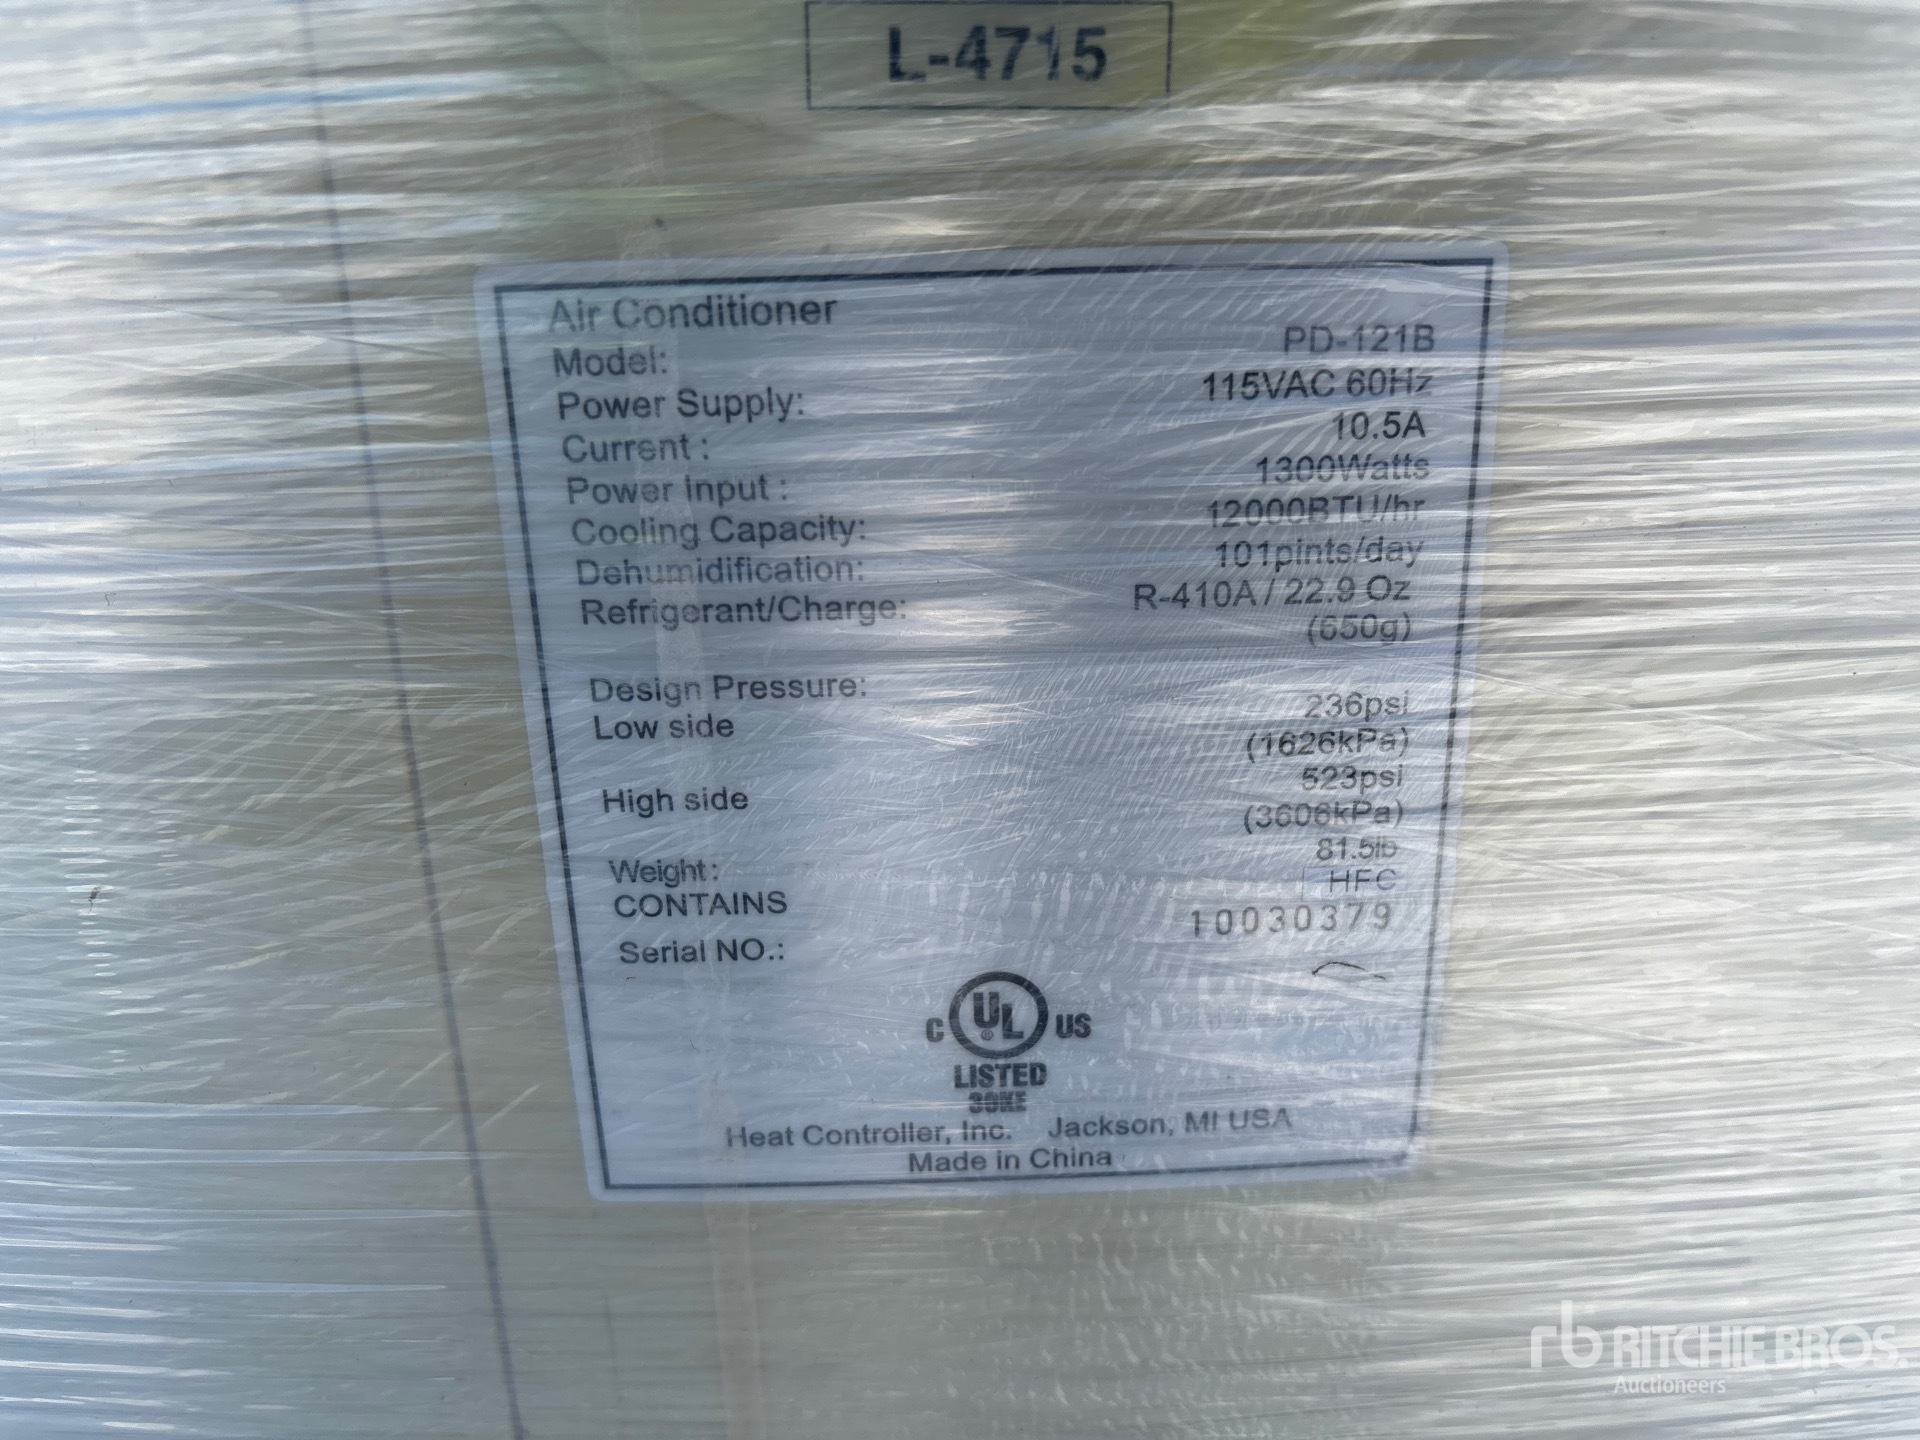 L-4715
Air Conditioner
Model: PD-121B
Power Supply: 115VAC 60Hz
Current : 10.5A
Power Input : 1300Watts
Cooling Capacity: 12000BTU/hr
Dehumidification: 101pints/day
Refrigerant/Charge: R-410A / 22.9 Oz
(650g)
Design Pressure:
Low side 236psi
(1626kPa)
High side 523psi
(3606kPa)
Weight: 81.5lb
CONTAINS HFC
Serial NO.: 10030379
C UL® US
LISTED
30KE
Heat Controller, Inc. Jackson, MI USA
Made in China
rb RITCHIE BROS.
Auctioneers